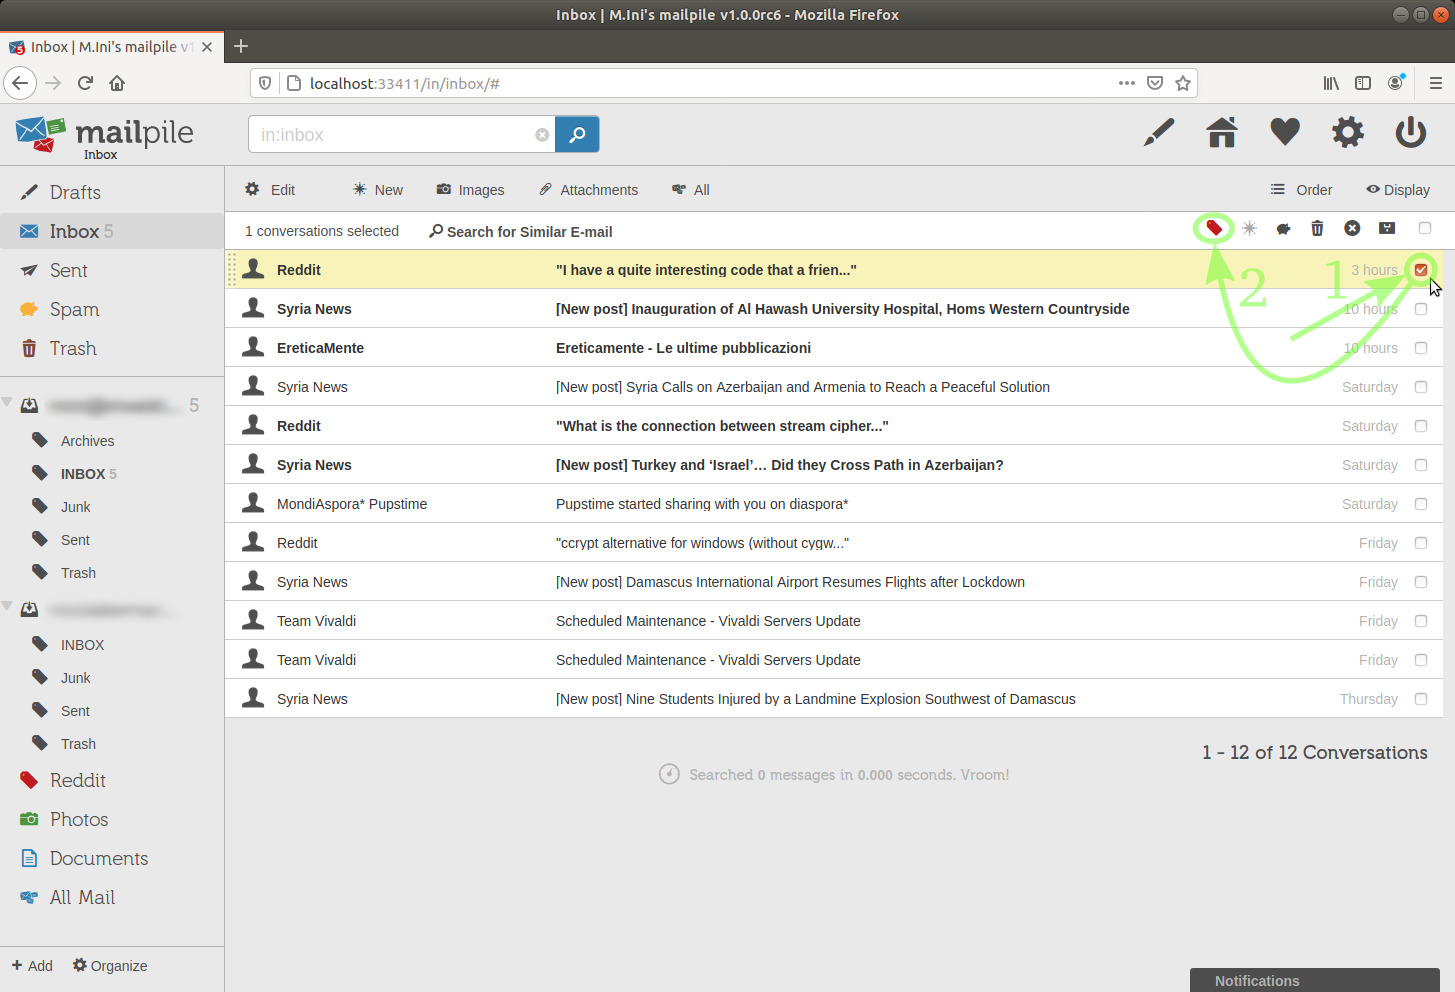 Inbox | M.Ini's mailpile v1.0.0rc6 - Mozilla Firefox
Inbox | M.Ini's mailpile v1
5
localhost:33411/in/inbox/#
mailpile
Inbox
in:inbox
Drafts
Inbox 5
Sent
Spam
Trash
5
Archives
INBOX 5
Junk
Sent
Trash
INBOX
Junk
Sent
Trash
Reddit
Photos
Documents
All Mail
Add Organize
Edit New Images Attachments All Order Display
1 conversations selected Search for Similar E-mail
Reddit "I have a quite interesting code that a frien..." 3 hours
2 1
Syria News [New post] Inauguration of Al Hawash University Hospital, Homs Western Countryside 10 hours
EreticaMente Ereticamente - Le ultime pubblicazioni 10 hours
Syria News [New post] Syria Calls on Azerbaijan and Armenia to Reach a Peaceful Solution Saturday
Reddit "What is the connection between stream cipher..." Saturday
Syria News [New post] Turkey and ‘Israel’… Did they Cross Path in Azerbaijan? Saturday
MondiAspora* Pupstime Pupstime started sharing with you on diaspora* Saturday
Reddit "ccrypt alternative for windows (without cygw..." Friday
Syria News [New post] Damascus International Airport Resumes Flights after Lockdown Friday
Team Vivaldi Scheduled Maintenance - Vivaldi Servers Update Friday
Team Vivaldi Scheduled Maintenance - Vivaldi Servers Update Friday
Syria News [New post] Nine Students Injured by a Landmine Explosion Southwest of Damascus Thursday
1 - 12 of 12 Conversations
Searched 0 messages in 0.000 seconds. Vroom!
Notifications